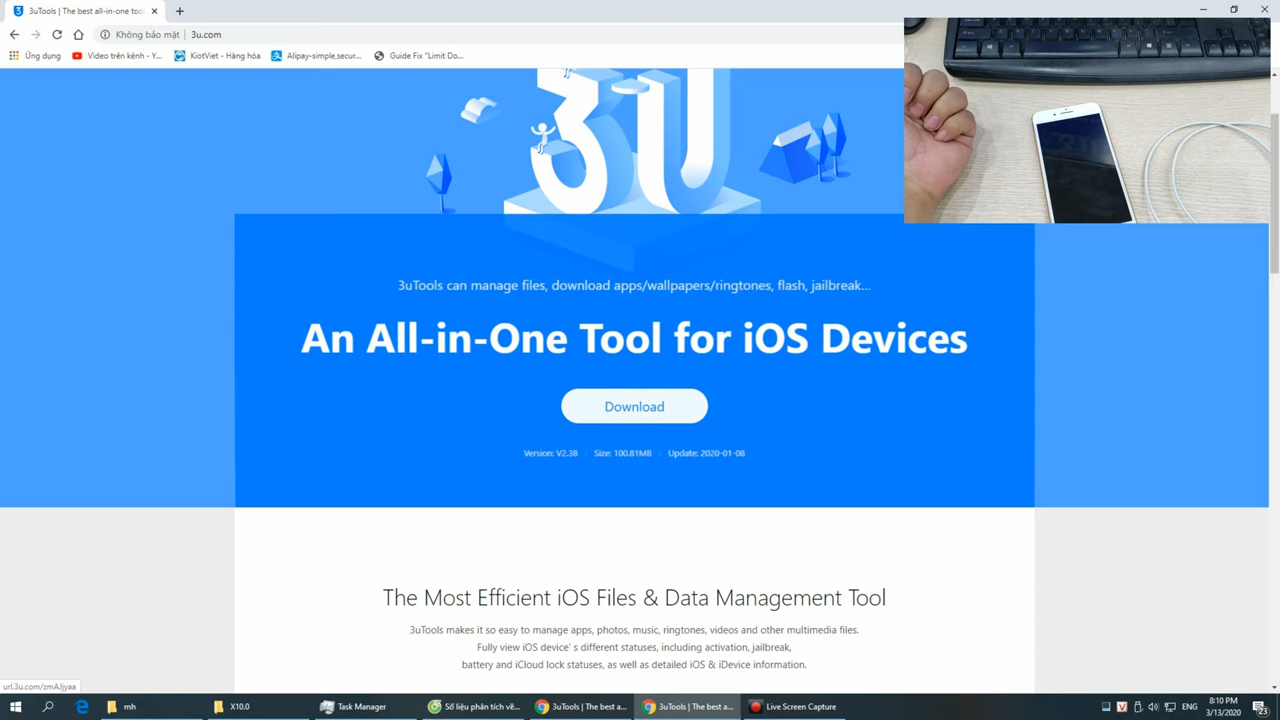 3uTools | The best all-in-one tool
Không bảo mật | 3u.com
Ứng dụng
Video trên kênh - Y...
KiotViet - Hàng hóa
Alipay-simple,secur...
Guide Fix "Limit Do...
3U
3uTools can manage files, download apps/wallpapers/ringtones, flash, jailbreak...
An All-in-One Tool for iOS Devices
Download
Version: V2.38 / Size: 100.81MB / Update: 2020-01-08
The Most Efficient iOS Files & Data Management Tool
3uTools makes it so easy to manage apps, photos, music, ringtones, videos and other multimedia files.
Fully view iOS device' s different statuses, including activation, jailbreak,
battery and iCloud lock statuses, as well as detailed iOS & iDevice information.
url.3u.com/zmAJjyaa
mh
X10.0
Task Manager
Số liệu phân tích về...
3uTools | The best a...
3uTools | The best a...
Live Screen Capture
ENG
8:10 PM
3/13/2020
23